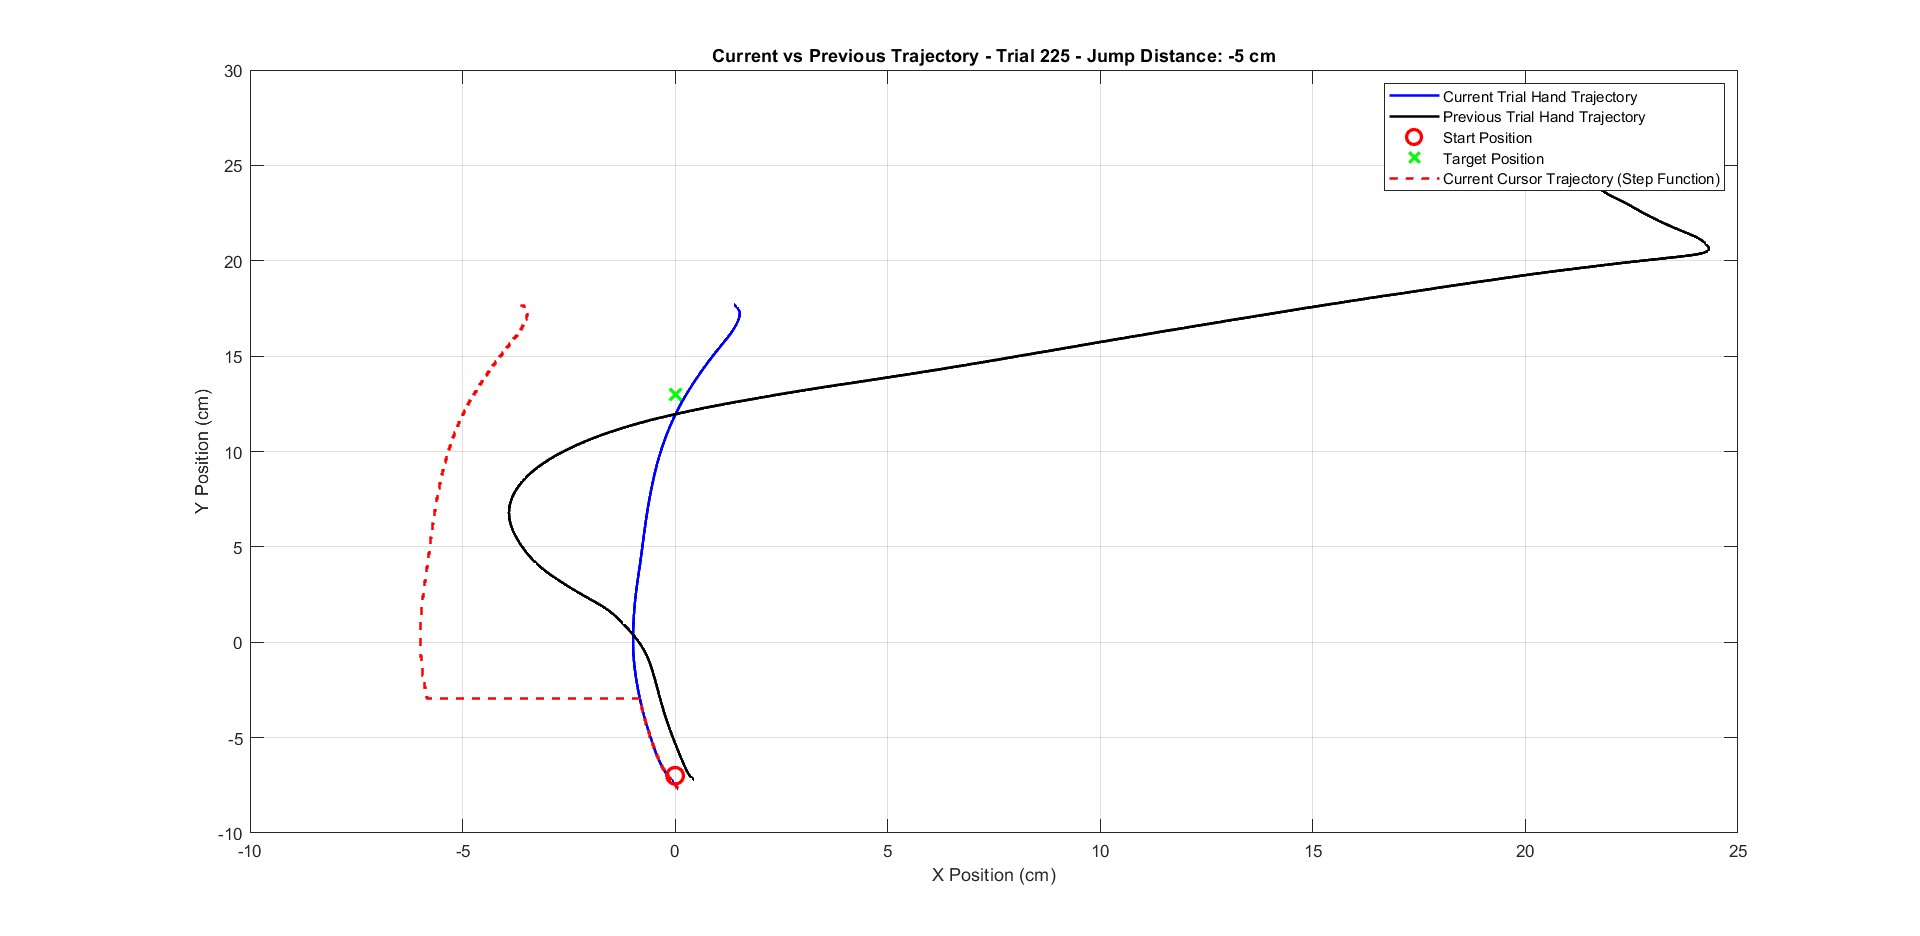 Current vs Previous Trajectory - Trial 225 - Jump Distance: -5 cm
30
25
20
15
10
5
0
-5
-10
Y Position (cm)
-10
-5
0
5
10
15
20
25
X Position (cm)
Current Trial Hand Trajectory
Previous Trial Hand Trajectory
Start Position
Target Position
Current Cursor Trajectory (Step Function)